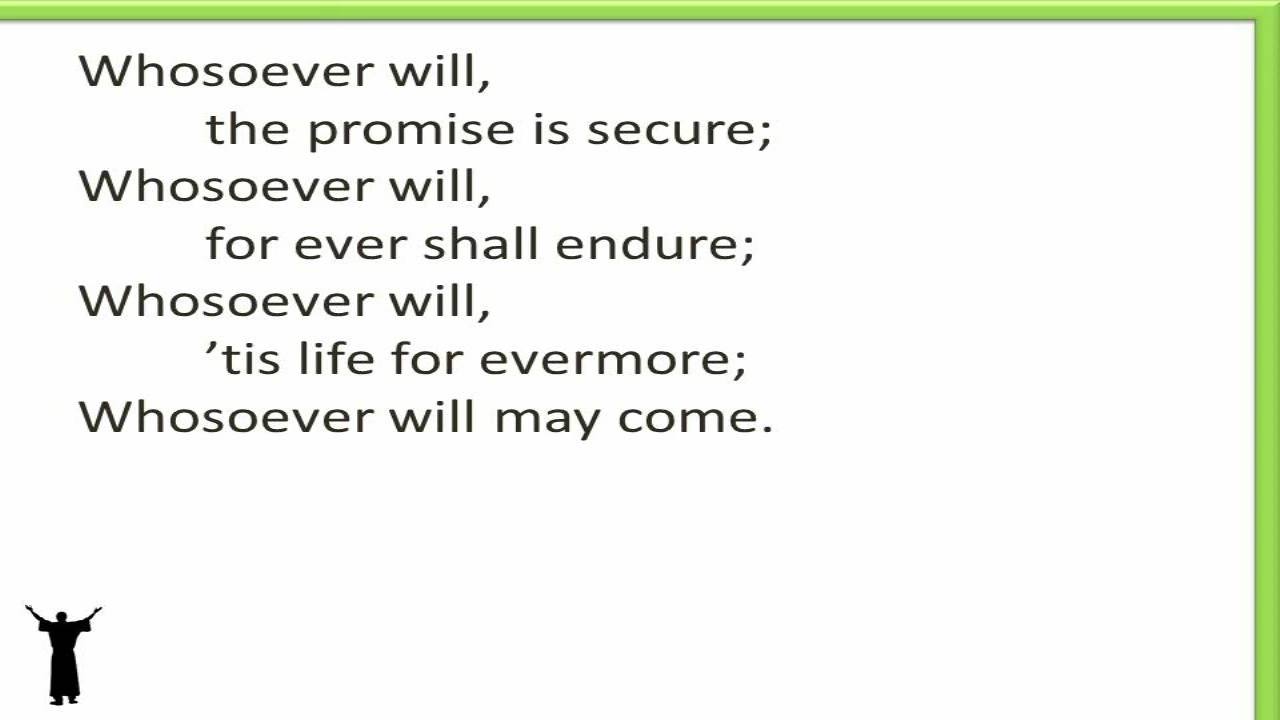 Whosoever will,
the promise is secure;
Whosoever will,
for ever shall endure;
Whosoever will,
’tis life for evermore;
Whosoever will may come.